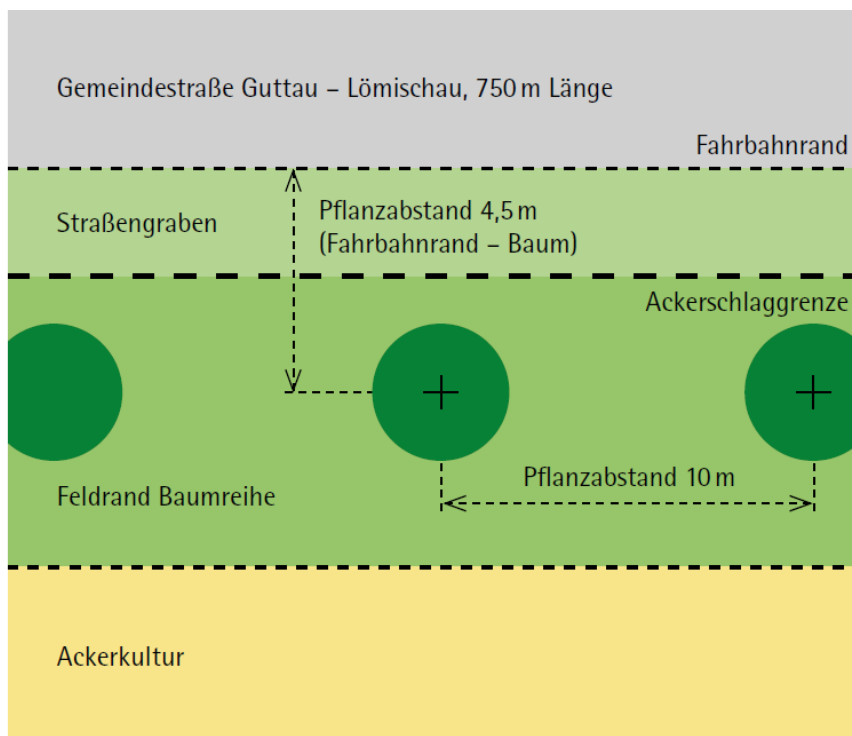 Gemeindestraße Guttau – Lömischau, 750 m Länge
Fahrbahnrand
Straßengraben
Pflanzabstand 4,5 m
(Fahrbahnrand – Baum)
Ackerschlaggrenze
Pflanzabstand 10 m
Feldrand Baumreihe
Ackerkultur